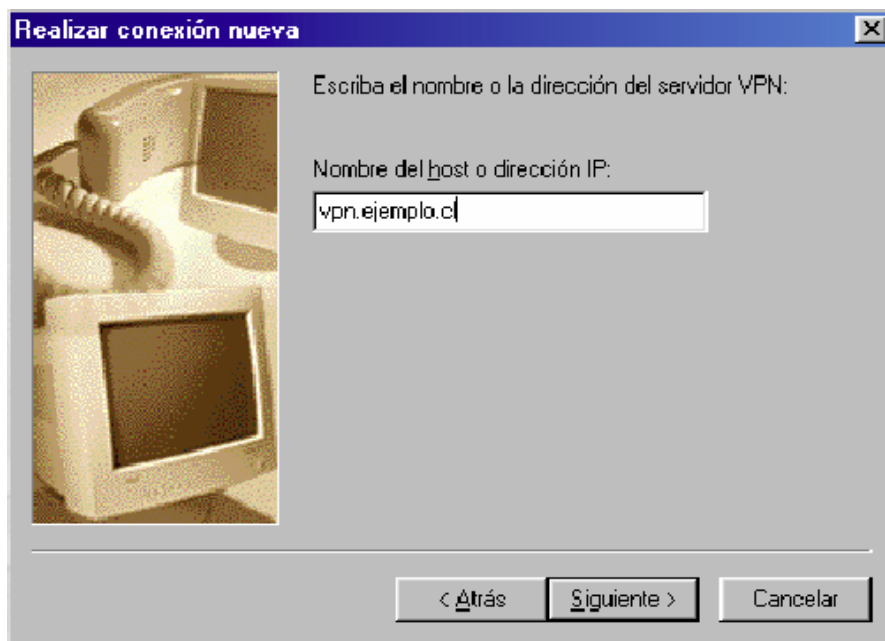 Realizar conexión nueva
Escriba el nombre o la dirección del servidor VPN:
Nombre del host o dirección IP:
vpn.ejemplo.cl
< Atrás
Siguiente >
Cancelar